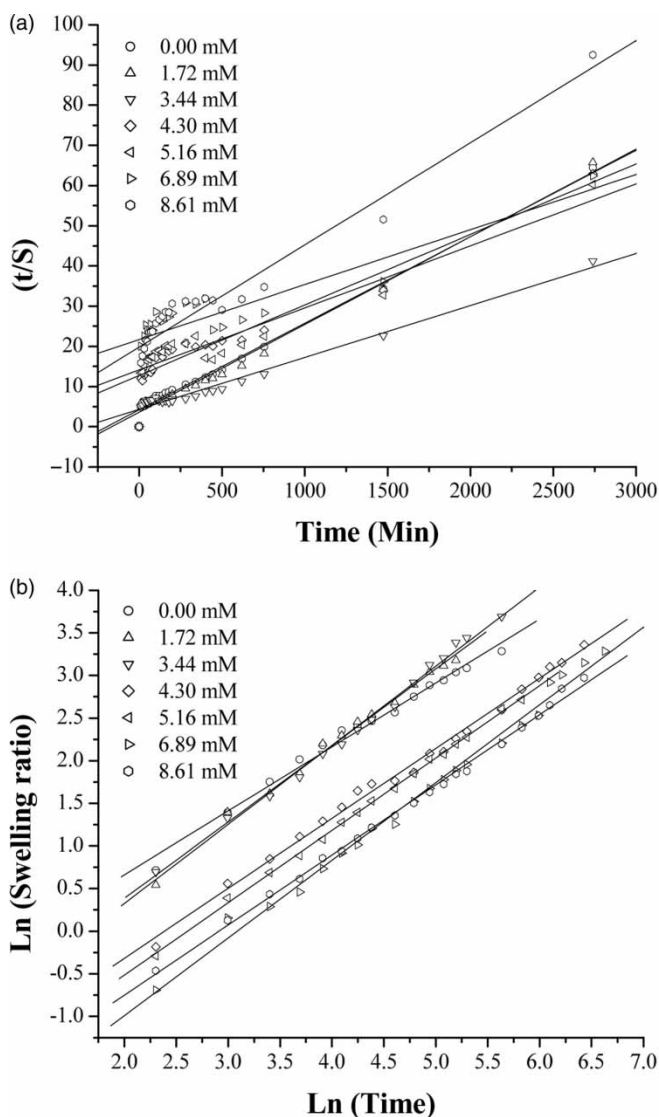 (a)
100
90
80
70
60
50
40
30
20
10
0
−10
(t/S)
0.00 mM
1.72 mM
3.44 mM
4.30 mM
5.16 mM
6.89 mM
8.61 mM
0 500 1000 1500 2000 2500 3000
Time (Min)
(b)
4.0
3.5
3.0
2.5
2.0
1.5
1.0
0.5
0.0
-0.5
-1.0
Ln (Swelling ratio)
0.00 mM
1.72 mM
3.44 mM
4.30 mM
5.16 mM
6.89 mM
8.61 mM
2.0 2.5 3.0 3.5 4.0 4.5 5.0 5.5 6.0 6.5 7.0
Ln (Time)